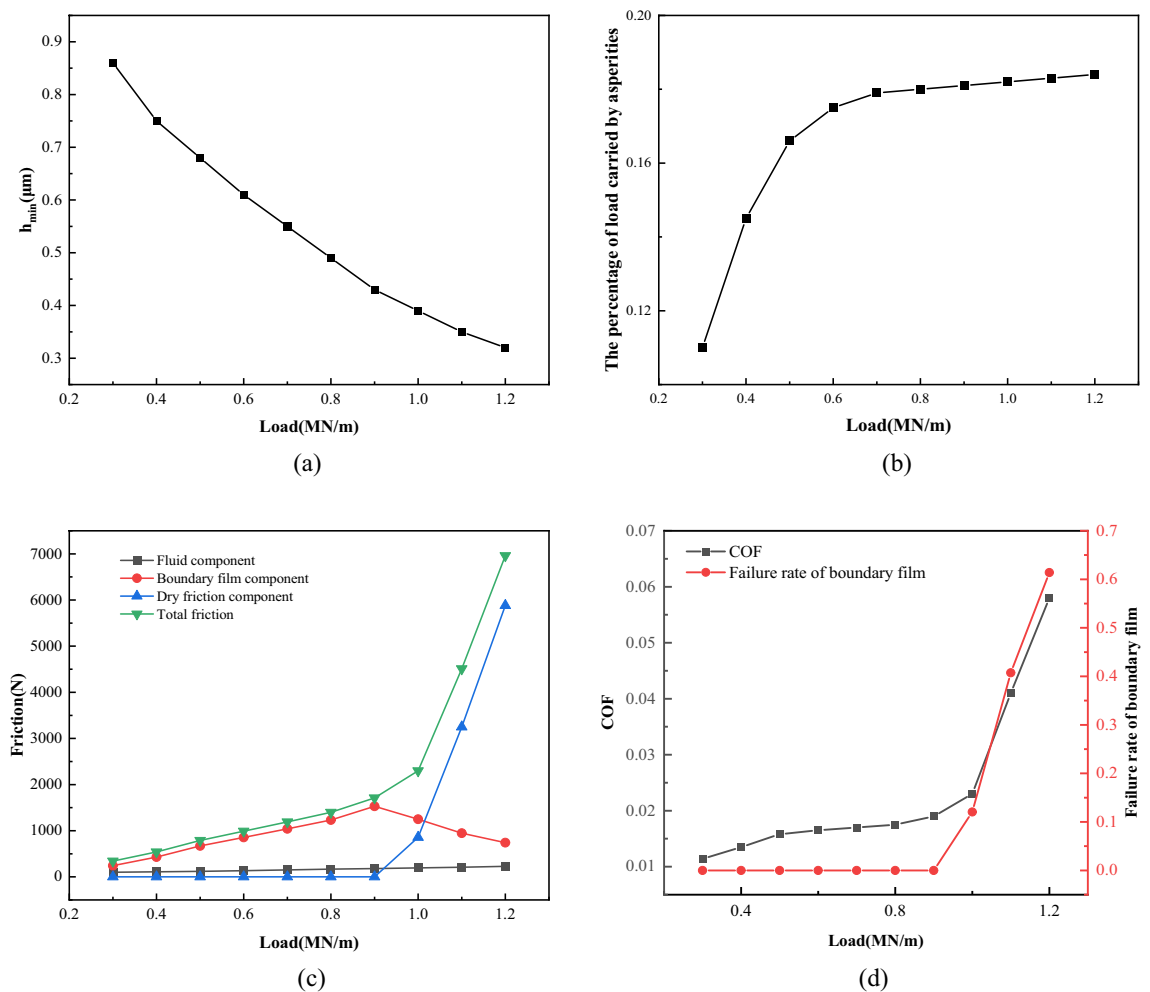 0.9
0.8
0.7
0.6
0.5
0.4
0.3
h_min(μm)
0.2 0.4 0.6 0.8 1.0 1.2
Load(MN/m)
(a)
0.20
0.16
0.12
The percentage of load carried by asperities
0.2 0.4 0.6 0.8 1.0 1.2
Load(MN/m)
(b)
7000
6000
5000
4000
3000
2000
1000
0
Friction(N)
Fluid component
Boundary film component
Dry friction component
Total friction
0.2 0.4 0.6 0.8 1.0 1.2
Load(MN/m)
(c)
0.07
0.06
0.05
0.04
0.03
0.02
0.01
COF
COF
Failure rate of boundary film
0.7
0.6
0.5
0.4
0.3
0.2
0.1
0.0
Failure rate of boundary film
0.4 0.8 1.2
Load(MN/m)
(d)